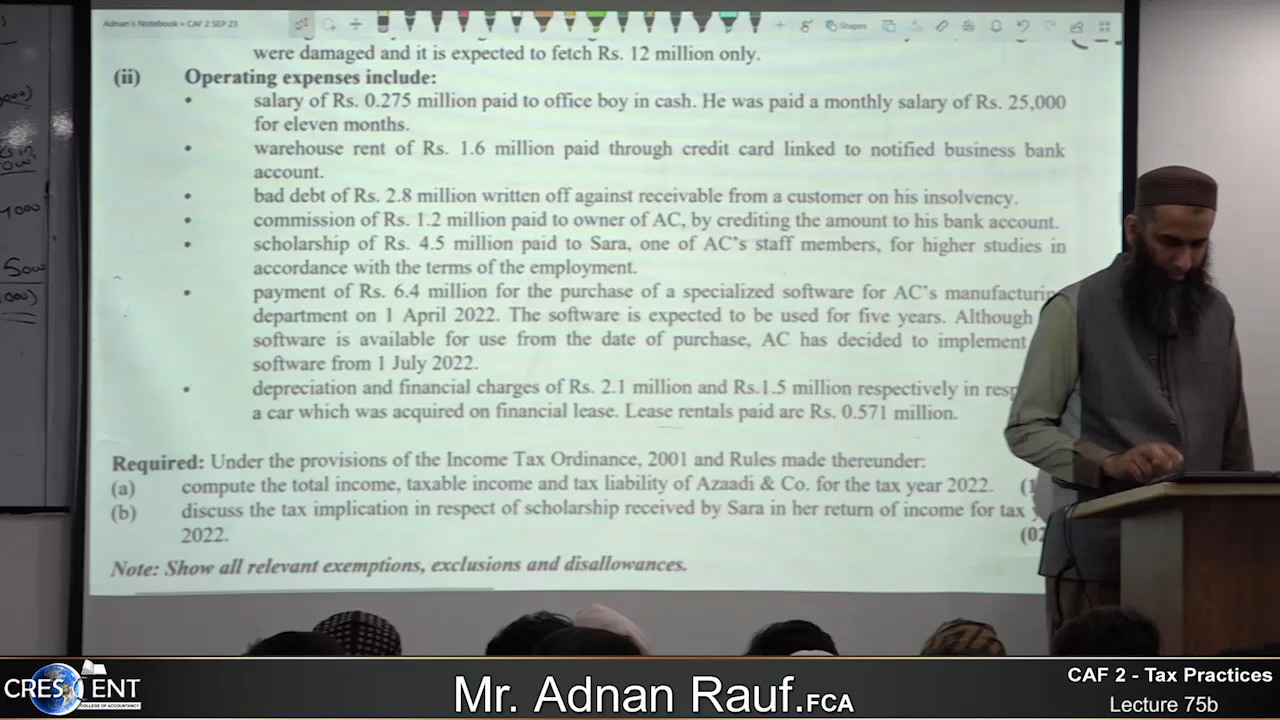 Adnan's Notebook » CAF 2 SEP 23
Shapes
were damaged and it is expected to fetch Rs. 12 million only.
(ii) Operating expenses include:
• salary of Rs. 0.275 million paid to office boy in cash. He was paid a monthly salary of Rs. 25,000
for eleven months.
• warehouse rent of Rs. 1.6 million paid through credit card linked to notified business bank
account.
• bad debt of Rs. 2.8 million written off against receivable from a customer on his insolvency.
• commission of Rs. 1.2 million paid to owner of AC, by crediting the amount to his bank account.
• scholarship of Rs. 4.5 million paid to Sara, one of AC's staff members, for higher studies in
accordance with the terms of the employment.
• payment of Rs. 6.4 million for the purchase of a specialized software for AC's manufacturin
department on 1 April 2022. The software is expected to be used for five years. Although
software is available for use from the date of purchase, AC has decided to implement
software from 1 July 2022.
• depreciation and financial charges of Rs. 2.1 million and Rs.1.5 million respectively in resp
a car which was acquired on financial lease. Lease rentals paid are Rs. 0.571 million.
Required: Under the provisions of the Income Tax Ordinance, 2001 and Rules made thereunder:
(a) compute the total income, taxable income and tax liability of Azaadi & Co. for the tax year 2022. (1
(b) discuss the tax implication in respect of scholarship received by Sara in her return of income for tax
2022. (02
Note: Show all relevant exemptions, exclusions and disallowances.
CRESCENT
COLLEGE OF ACCOUNTANCY
Mr. Adnan Rauf.FCA
CAF 2 - Tax Practices
Lecture 75b